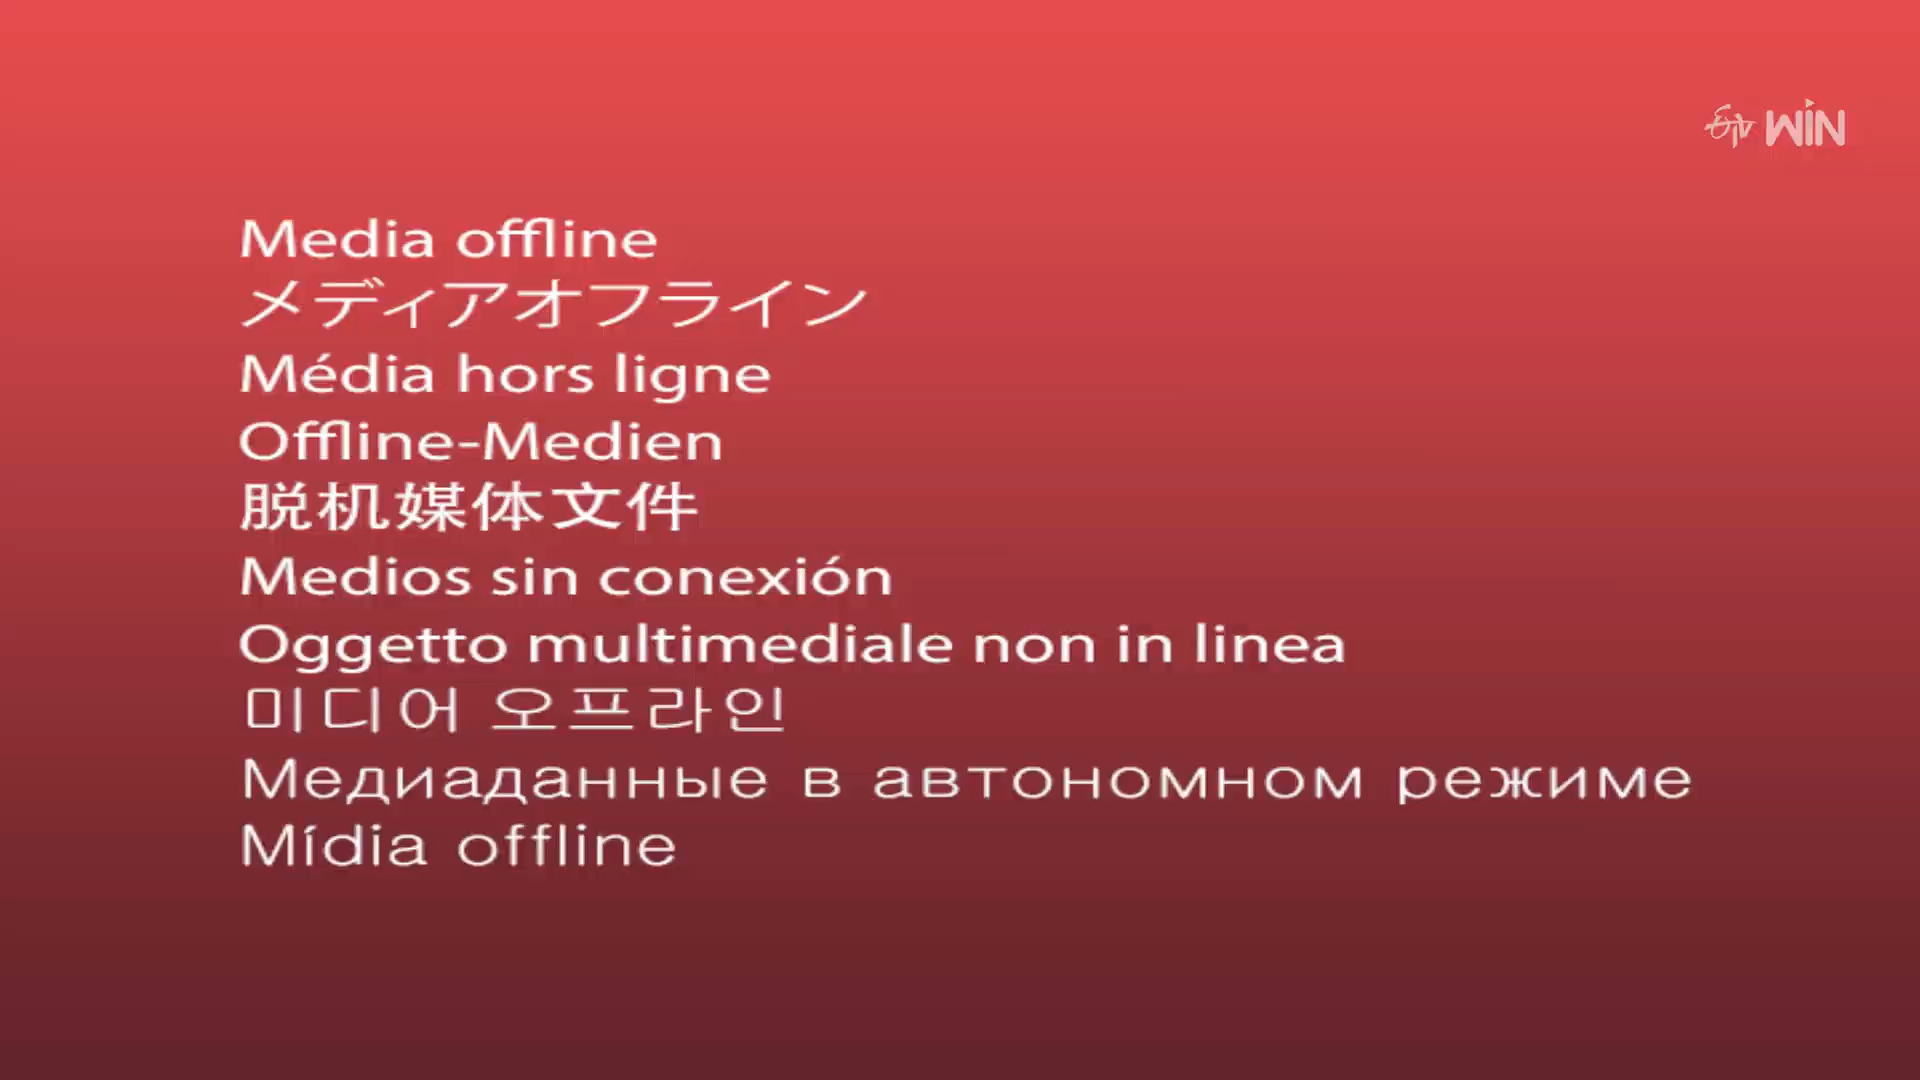 ETV WIN
Media offline
メディアオフライン
Média hors ligne
Offline-Medien
脱机媒体文件
Medios sin conexión
Oggetto multimediale non in linea
미디어 오프라인
Медиаданные в автономном режиме
Mídia offline